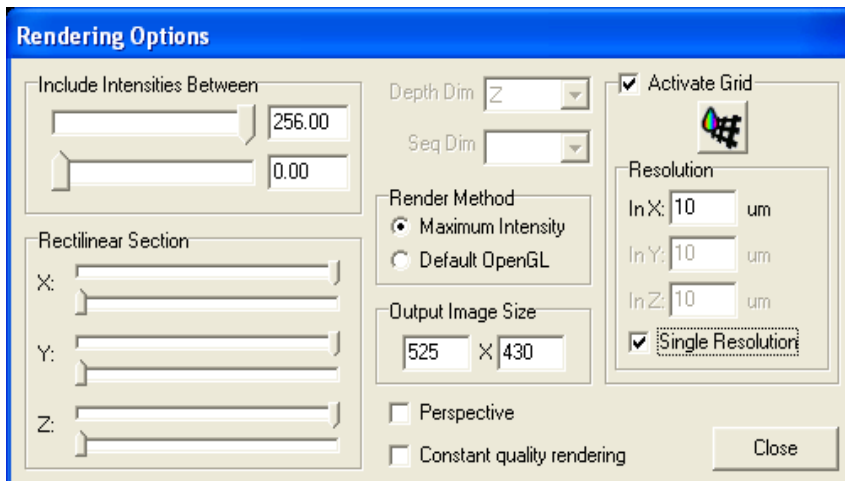 Rendering Options
Include Intensities Between
256.00
0.00
Rectilinear Section
X:
Y:
Z:
Depth Dim Z
Seq Dim
Render Method
Maximum Intensity
Default OpenGL
Output Image Size
525 X 430
Perspective
Constant quality rendering
Activate Grid
Resolution
In X: 10 um
In Y: 10 um
In Z: 10 um
Single Resolution
Close